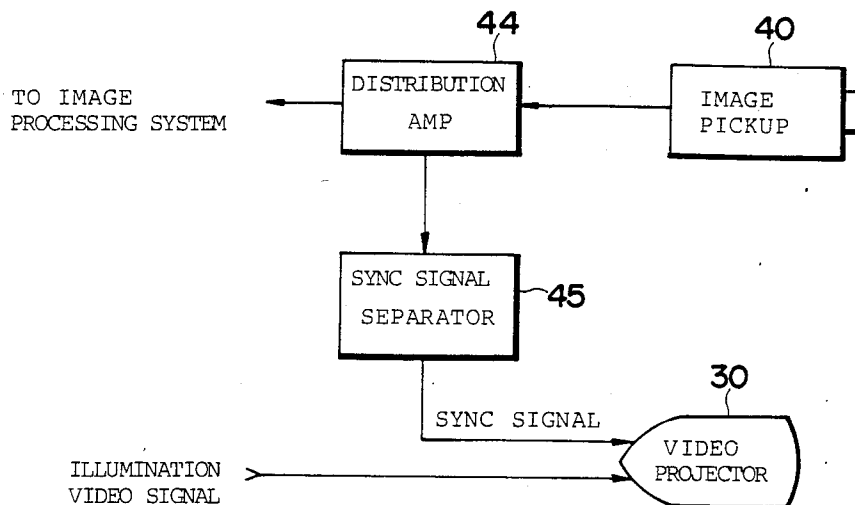 44
40
DISTRIBUTION
AMP
IMAGE
PICKUP
TO IMAGE
PROCESSING SYSTEM
SYNC SIGNAL
SEPARATOR
45
30
SYNC SIGNAL
VIDEO
PROJECTOR
ILLUMINATION
VIDEO SIGNAL